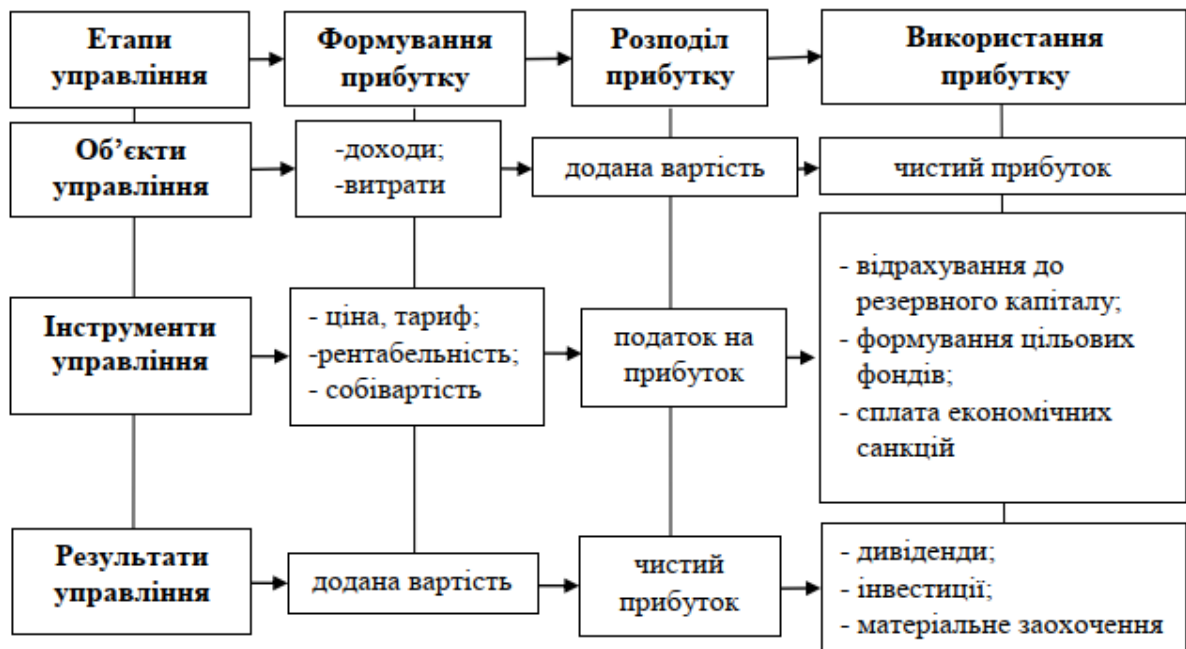 Етапи
управління
Формування
прибутку
Розподіл
прибутку
Використання
прибутку
Об’єкти
управління
-доходи;
-витрати
додана вартість
чистий прибуток
Інструменти
управління
- ціна, тариф;
-рентабельність;
- собівартість
податок на
прибуток
- відрахування до
резервного капіталу;
- формування цільових
фондів;
- сплата економічних
санкцій
Результати
управління
додана вартість
чистий
прибуток
- дивіденди;
- інвестиції;
- матеріальне заохочення